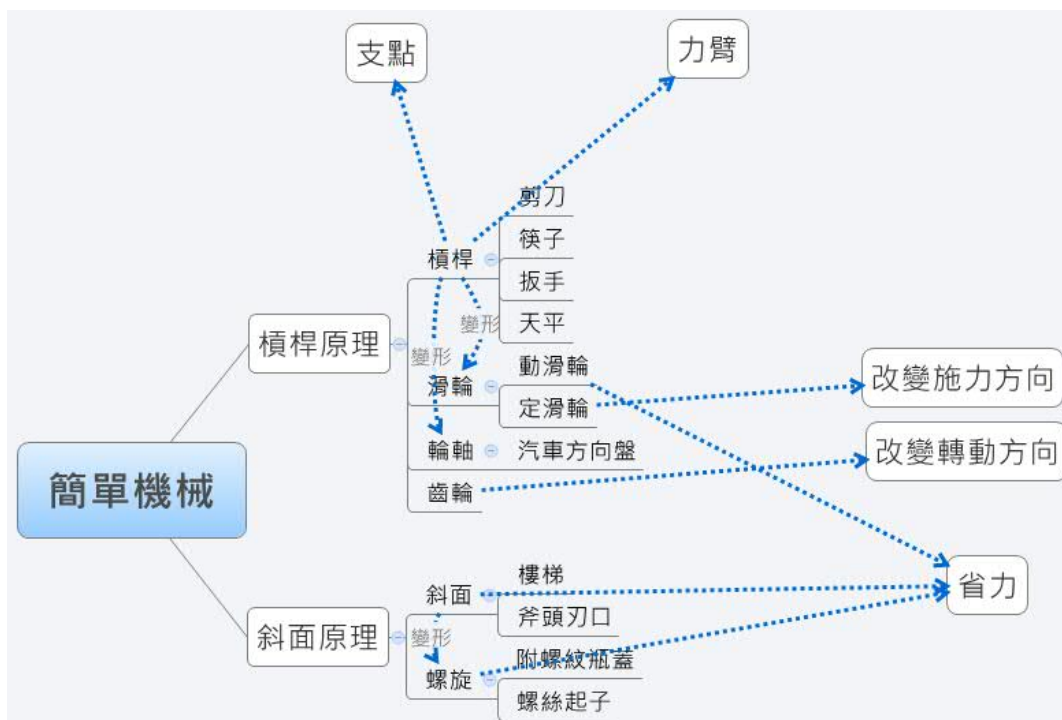 支點
力臂
剪刀
筷子
槓桿
扳手
變形
天平
槓桿原理
變形
動滑輪
滑輪
定滑輪
改變施力方向
輪軸
汽車方向盤
改變轉動方向
齒輪
簡單機械
樓梯
斜面
斧頭刃口
省力
斜面原理
變形
附螺紋瓶蓋
螺旋
螺絲起子